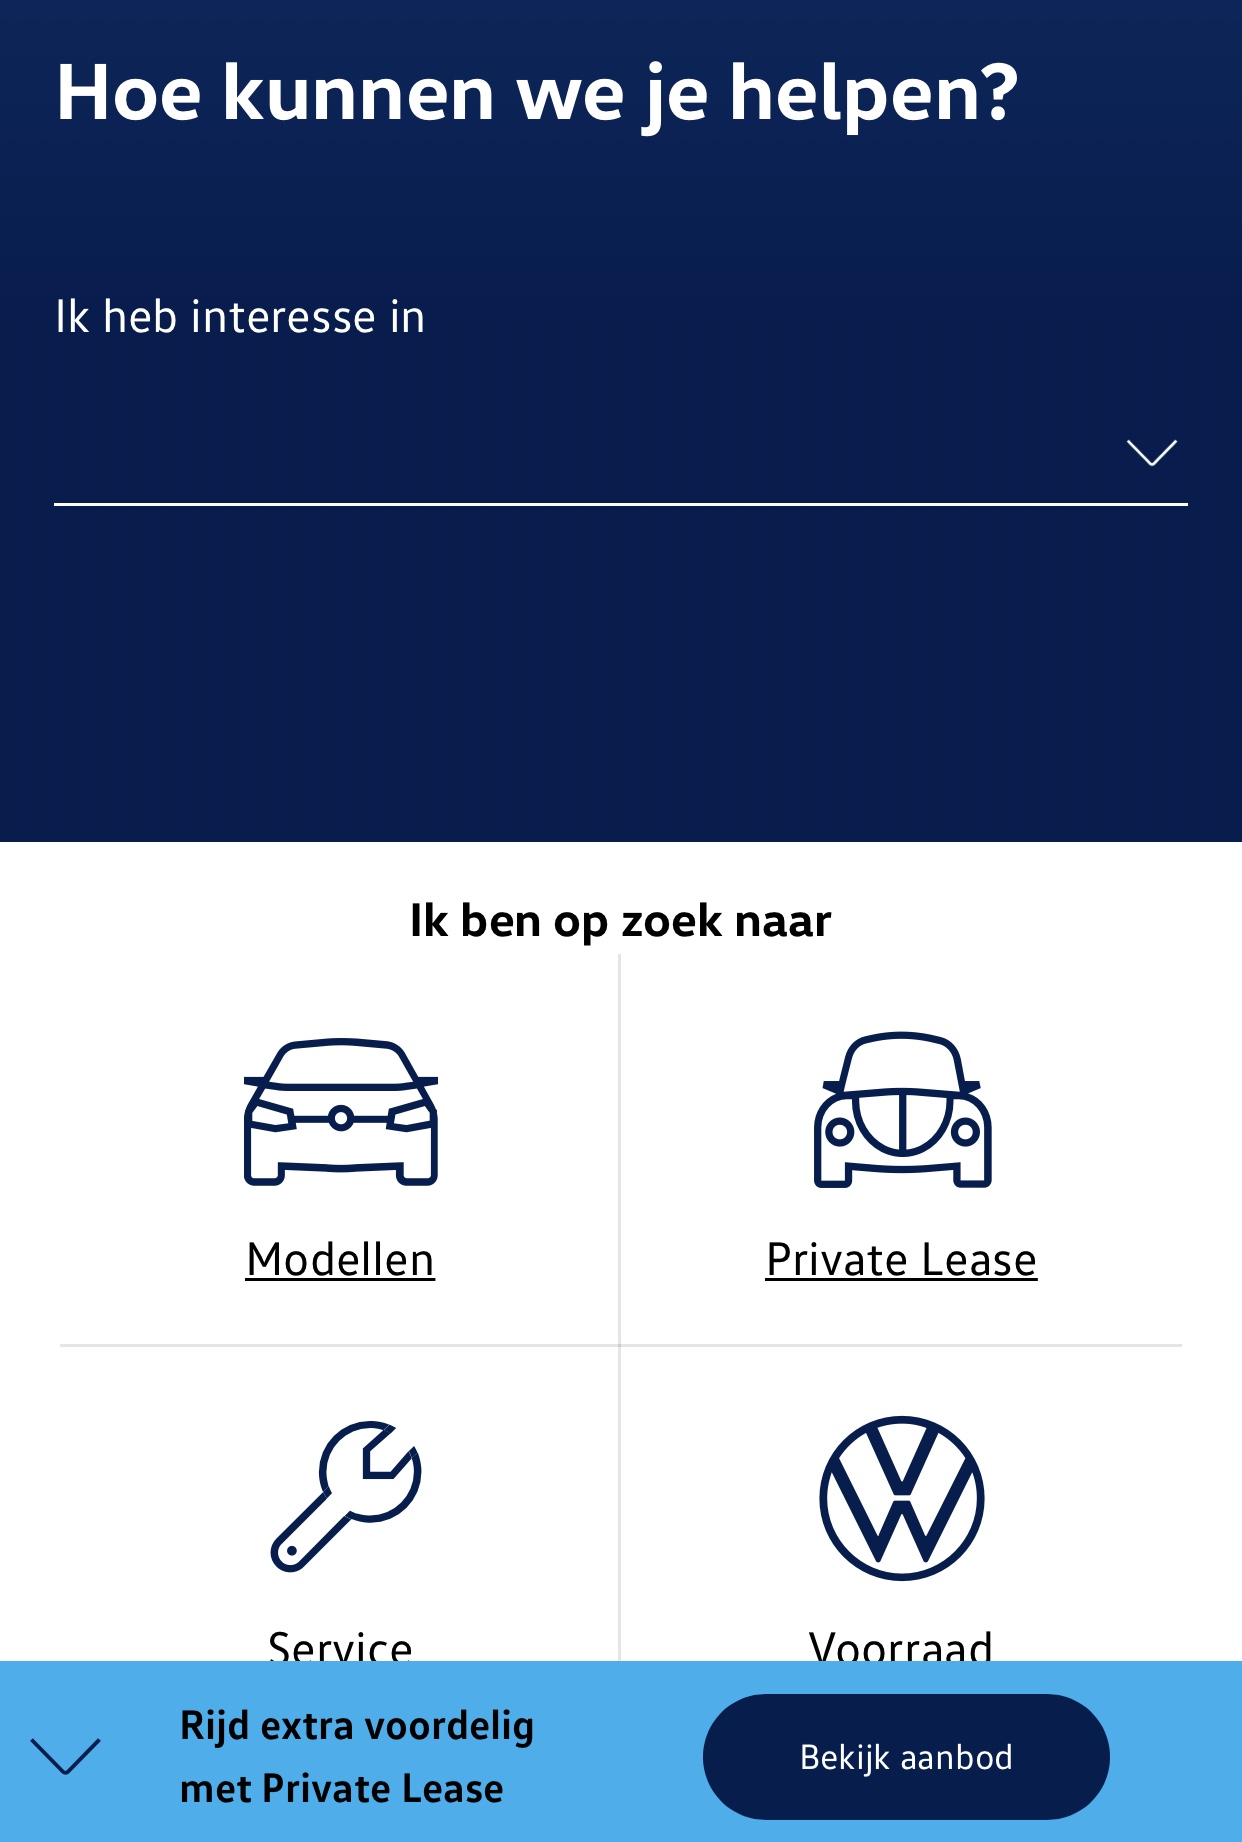 Hoe kunnen we je helpen?
Ik heb interesse in
Ik ben op zoek naar
Modellen
Private Lease
Service
Voorraad
Rijd extra voordelig
met Private Lease
Bekijk aanbod